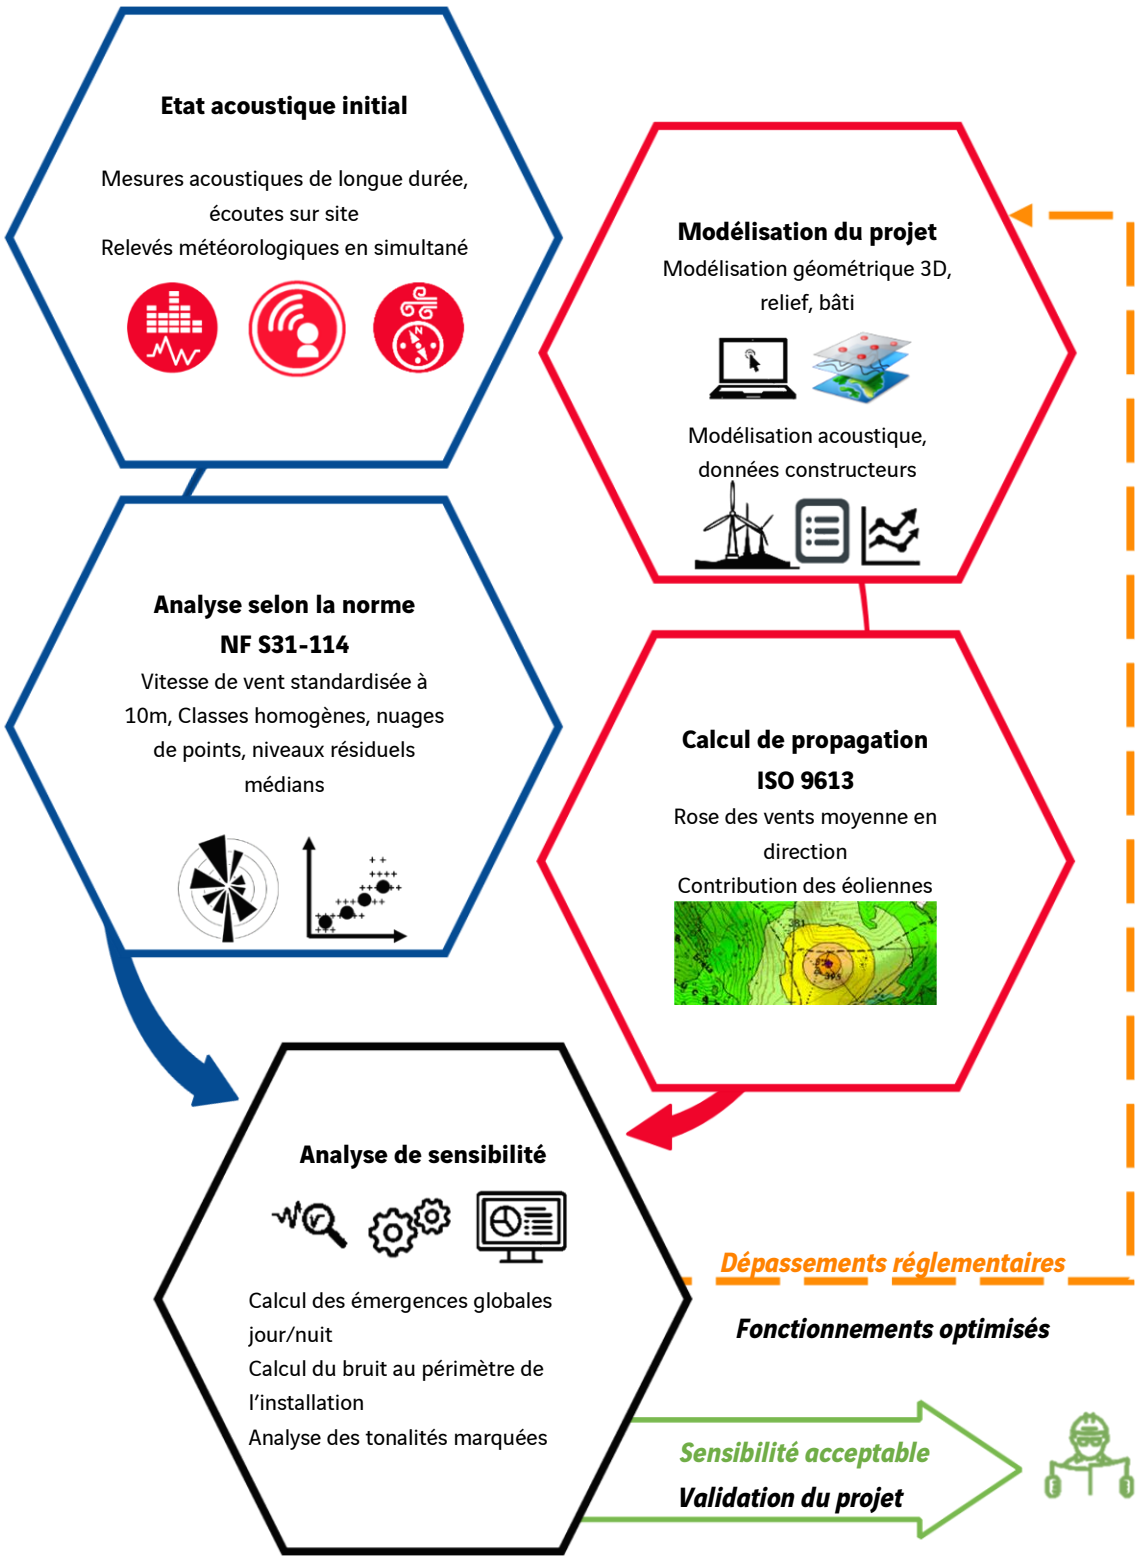 Etat acoustique initial
Mesures acoustiques de longue durée,
écoutes sur site
Relevés météorologiques en simultané
N
Modélisation du projet
Modélisation géométrique 3D,
relief, bâti
Modélisation acoustique,
données constructeurs
Analyse selon la norme
NF S31-114
Vitesse de vent standardisée à
10m, Classes homogènes, nuages
de points, niveaux résiduels
médians
Calcul de propagation
ISO 9613
Rose des vents moyenne en
direction
Contribution des éoliennes
381
393
Analyse de sensibilité
Calcul des émergences globales
jour/nuit
Calcul du bruit au périmètre de
l’installation
Analyse des tonalités marquées
Dépassements réglementaires
Fonctionnements optimisés
Sensibilité acceptable
Validation du projet